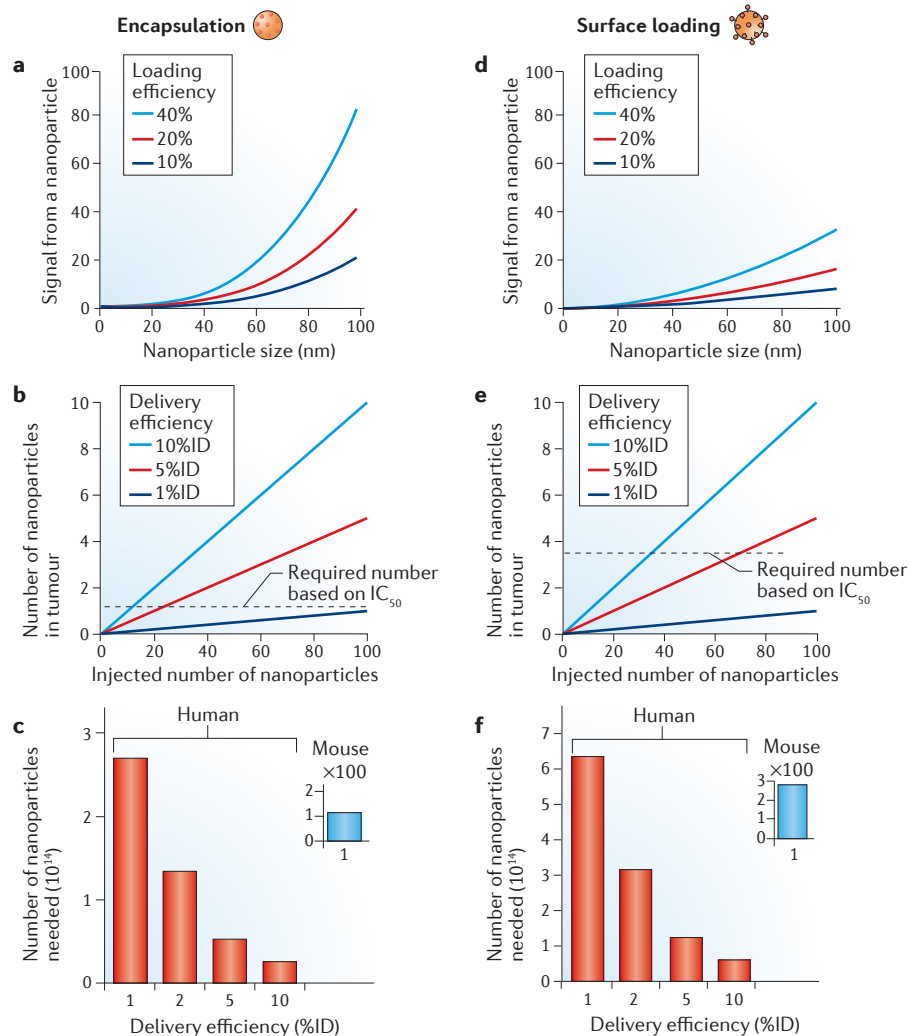 Encapsulation
a
Signal from a nanoparticle
100
80
60
40
20
0
Loading
efficiency
40%
20%
10%
0 20 40 60 80 100
Nanoparticle size (nm)
b
Number of nanoparticles
in tumour
10
8
6
4
2
0
Delivery
efficiency
10%ID
5%ID
1%ID
Required number
based on IC50
0 20 40 60 80 100
Injected number of nanoparticles
c
Number of nanoparticles
needed (10^14)
3
2
1
0
Human
Mouse
×100
2
1
0
1
1 2 5 10
Delivery efficiency (%ID)
Surface loading
d
Signal from a nanoparticle
100
80
60
40
20
0
Loading
efficiency
40%
20%
10%
0 20 40 60 80 100
Nanoparticle size (nm)
e
Number of nanoparticles
in tumour
10
8
6
4
2
0
Delivery
efficiency
10%ID
5%ID
1%ID
Required number
based on IC50
0 20 40 60 80 100
Injected number of nanoparticles
f
Number of nanoparticles
needed (10^14)
7
6
5
4
3
2
1
0
Human
Mouse
×100
3
2
1
0
1
1 2 5 10
Delivery efficiency (%ID)